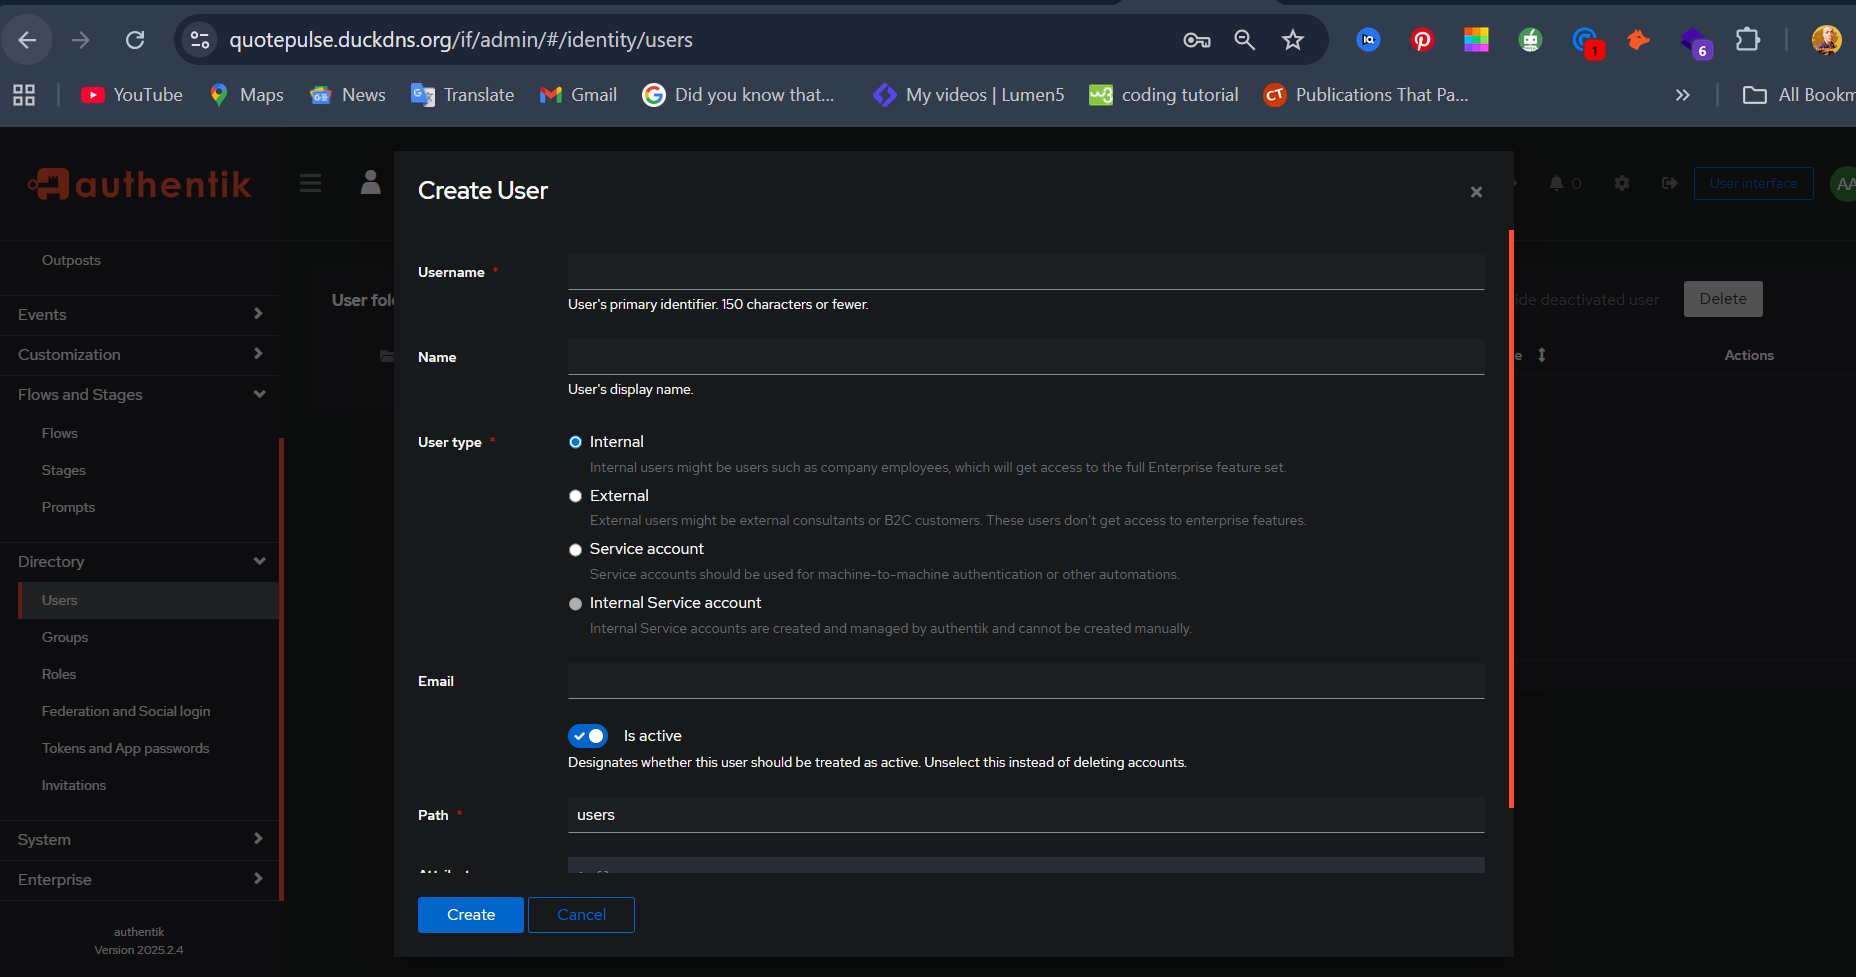 quotepulse.duckdns.org/if/admin/#/identity/users
1
6
YouTube
Maps
News
Translate
Gmail
Did you know that...
My videos | Lumen5
coding tutorial
CT
Publications That Pa...
»
All Bookm
authentik
Create User
0
User interface
AA
Outposts
Events
Customization
Flows and Stages
Flows
Stages
Prompts
Directory
Users
Groups
Roles
Federation and Social login
Tokens and App passwords
Invitations
System
Enterprise
authentik
Version 2025.2.4
User fol
ide deactivated user
Delete
e
Actions
Username *
User's primary identifier. 150 characters or fewer.
Name
User's display name.
User type *
Internal
Internal users might be users such as company employees, which will get access to the full Enterprise feature set.
External
External users might be external consultants or B2C customers. These users don't get access to enterprise features.
Service account
Service accounts should be used for machine-to-machine authentication or other automations.
Internal Service account
Internal Service accounts are created and managed by authentik and cannot be created manually.
Email
Is active
Designates whether this user should be treated as active. Unselect this instead of deleting accounts.
Path *
users
Create
Cancel